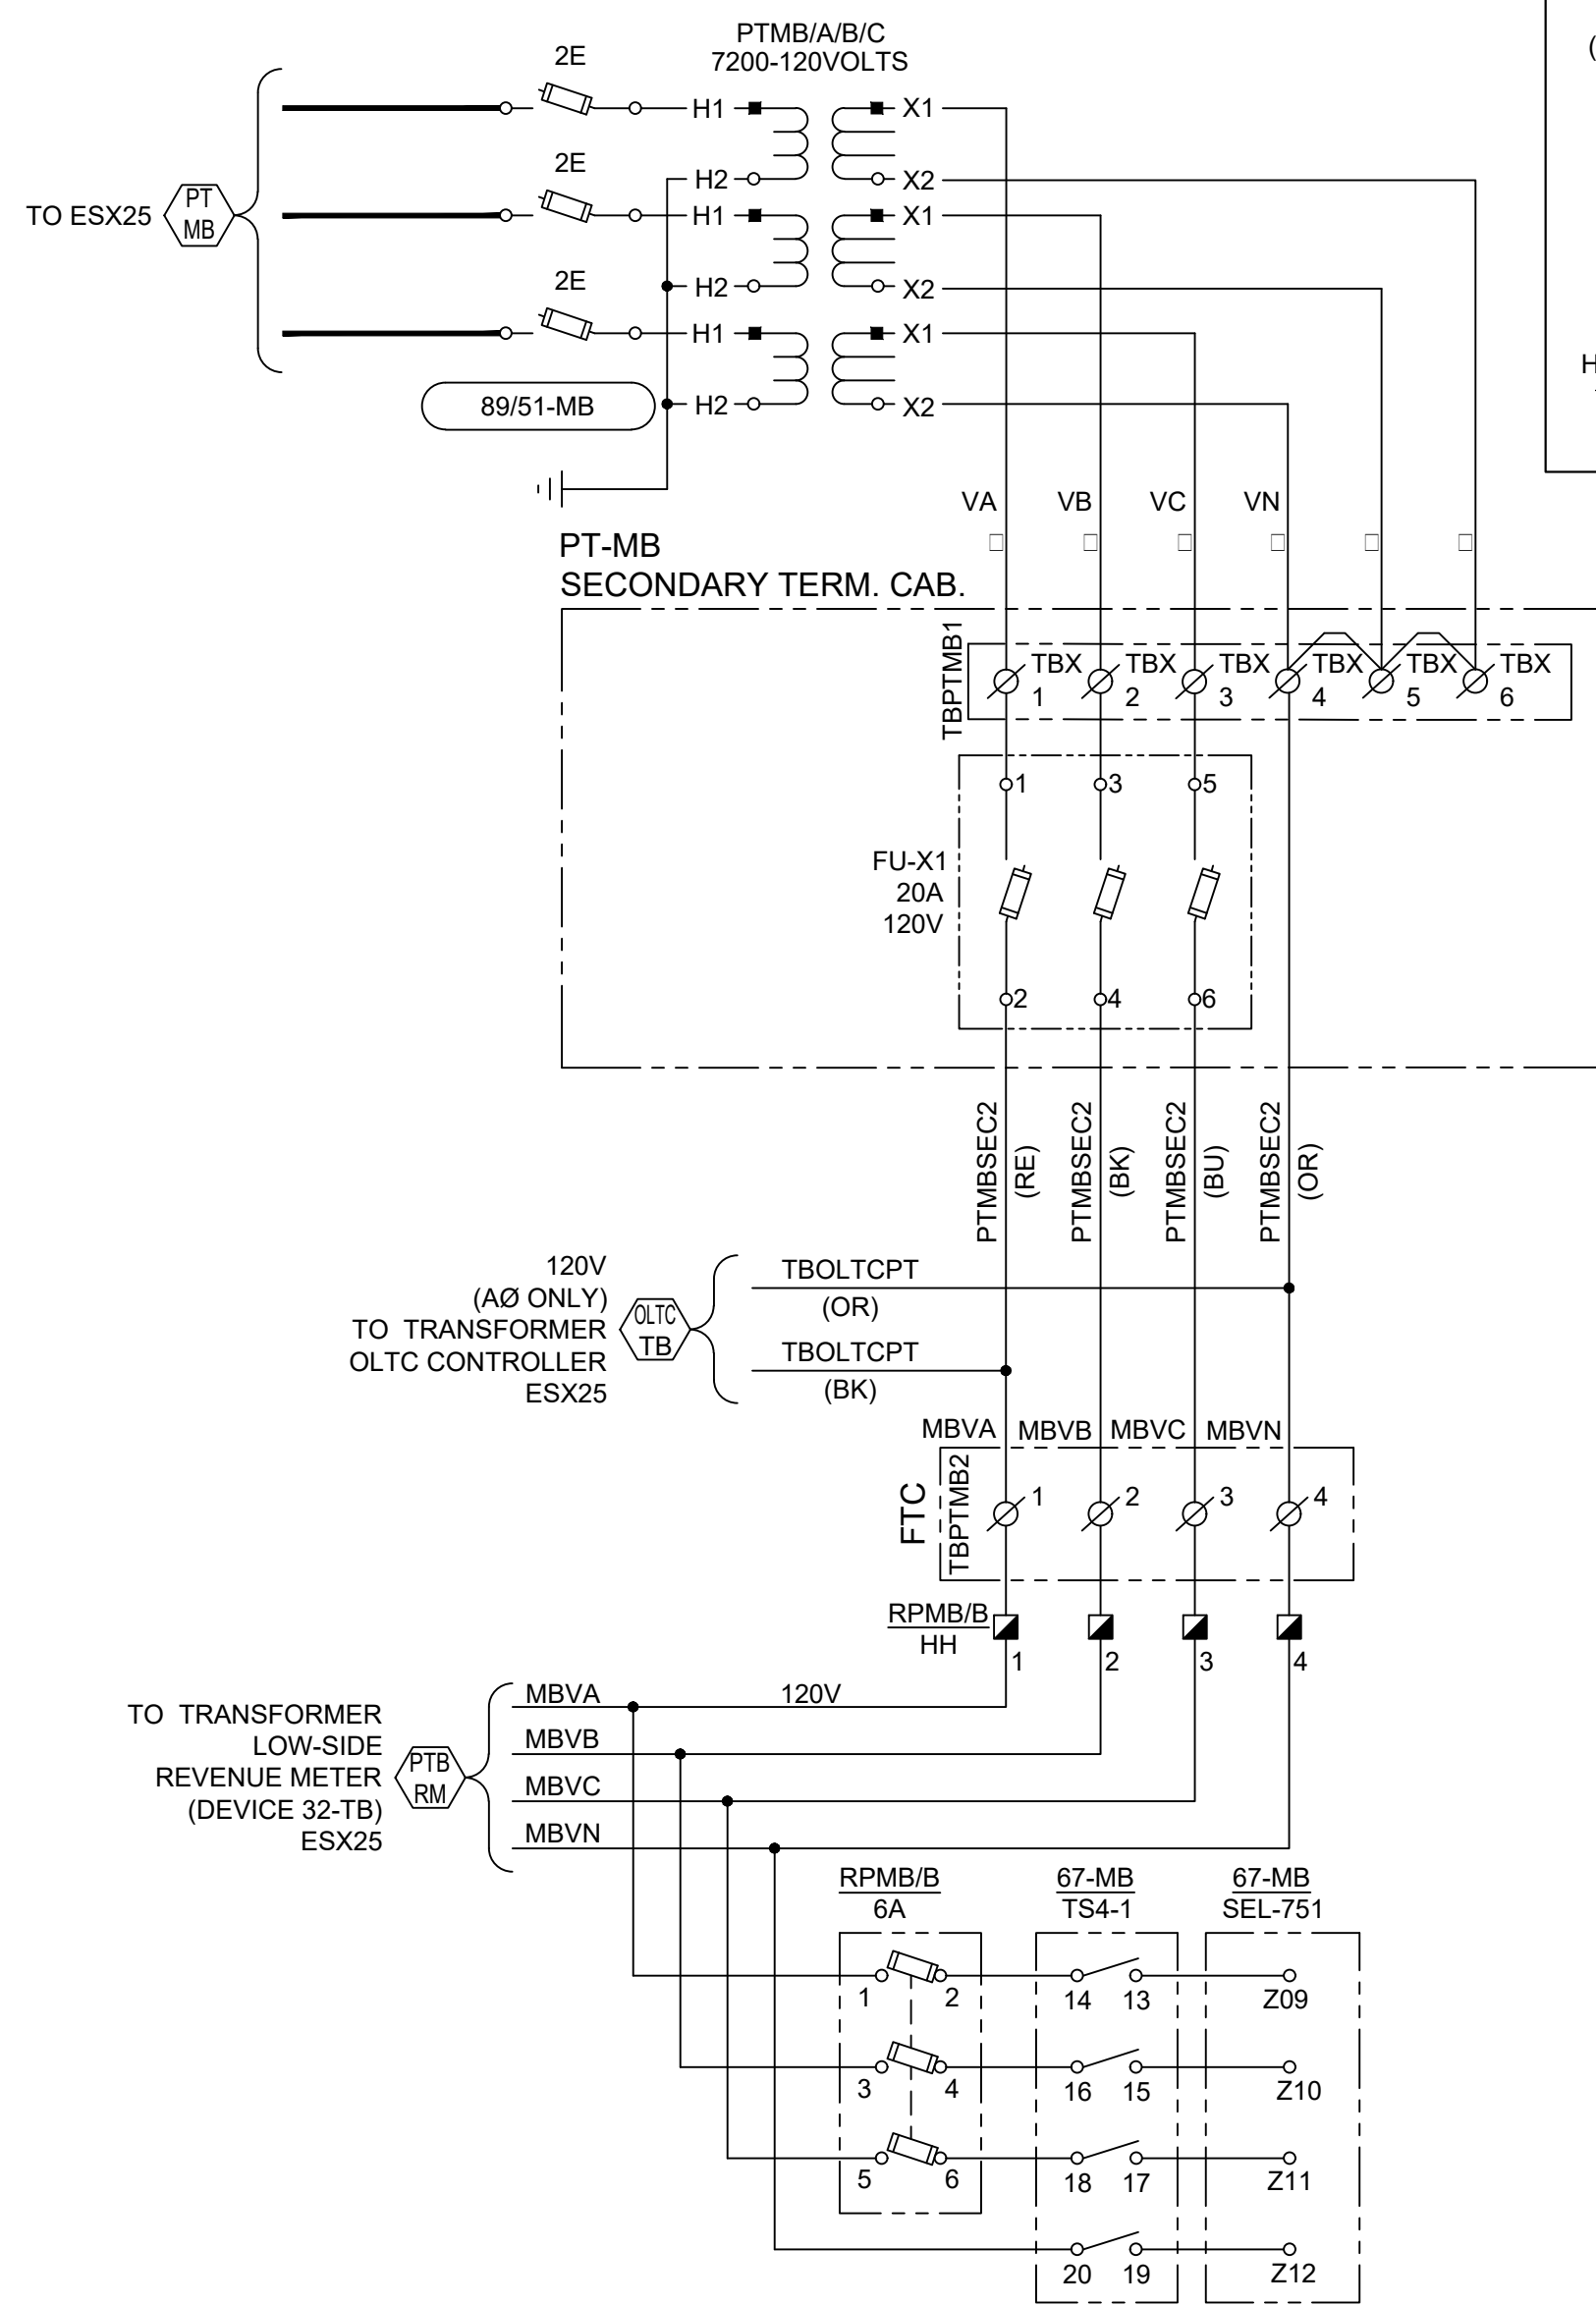 PTMB/A/B/C
7200-120VOLTS
(
2E
H1
X1
H2
X2
2E
H1
X1
H2
X2
2E
H1
X1
H2
X2
TO ESX25
PT
MB
89/51-MB
H
VA
VB
VC
VN
PT-MB
SECONDARY TERM. CAB.
TBPTMB1
TBX
1
TBX
2
TBX
3
TBX
4
TBX
5
TBX
6
1
3
5
FU-X1
20A
120V
2
4
6
PTMBSEC2
(RE)
PTMBSEC2
(BK)
PTMBSEC2
(BU)
PTMBSEC2
(OR)
120V
(AØ ONLY)
TO TRANSFORMER
OLTC CONTROLLER
ESX25
OLTC
TB
TBOLTCPT
(OR)
TBOLTCPT
(BK)
MBVA
MBVB
MBVC
MBVN
FTC
TBPTMB2
1
2
3
4
RPMB/B
HH
1
2
3
4
TO TRANSFORMER
LOW-SIDE
REVENUE METER
(DEVICE 32-TB)
ESX25
PTB
RM
MBVA
120V
MBVB
MBVC
MBVN
RPMB/B
6A
67-MB
TS4-1
67-MB
SEL-751
1
2
14
13
Z09
3
4
16
15
Z10
5
6
18
17
Z11
20
19
Z12